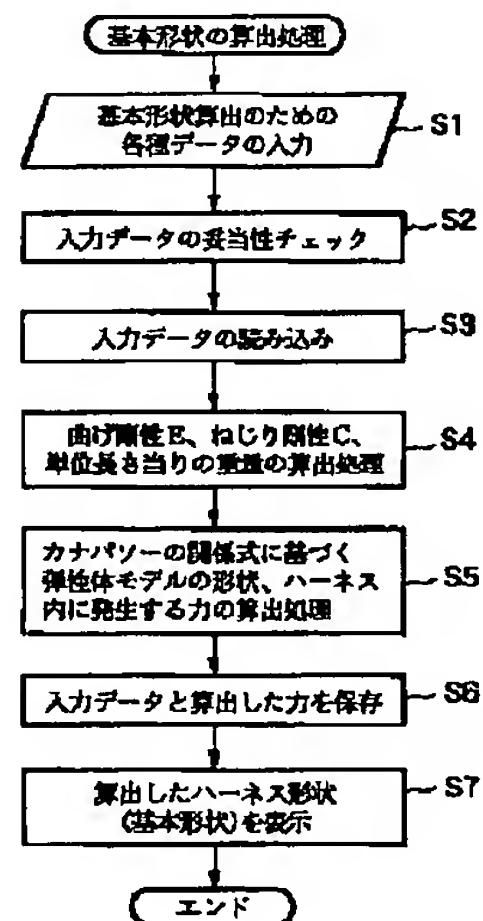 基本形状の算出処理
基本形状算出のための
各種データの入力
S1
入力データの妥当性チェック
S2
入力データの読み込み
S3
曲げ剛性E、ねじり剛性C、
単位長さ当りの重量の算出処理
S4
カナパソーの関係式に基づく
弾性体モデルの形状、ハーネス
内に発生する力の算出処理
S5
入力データと算出した力を保存
S6
算出したハーネス形状
(基本形状)を表示
S7
エンド